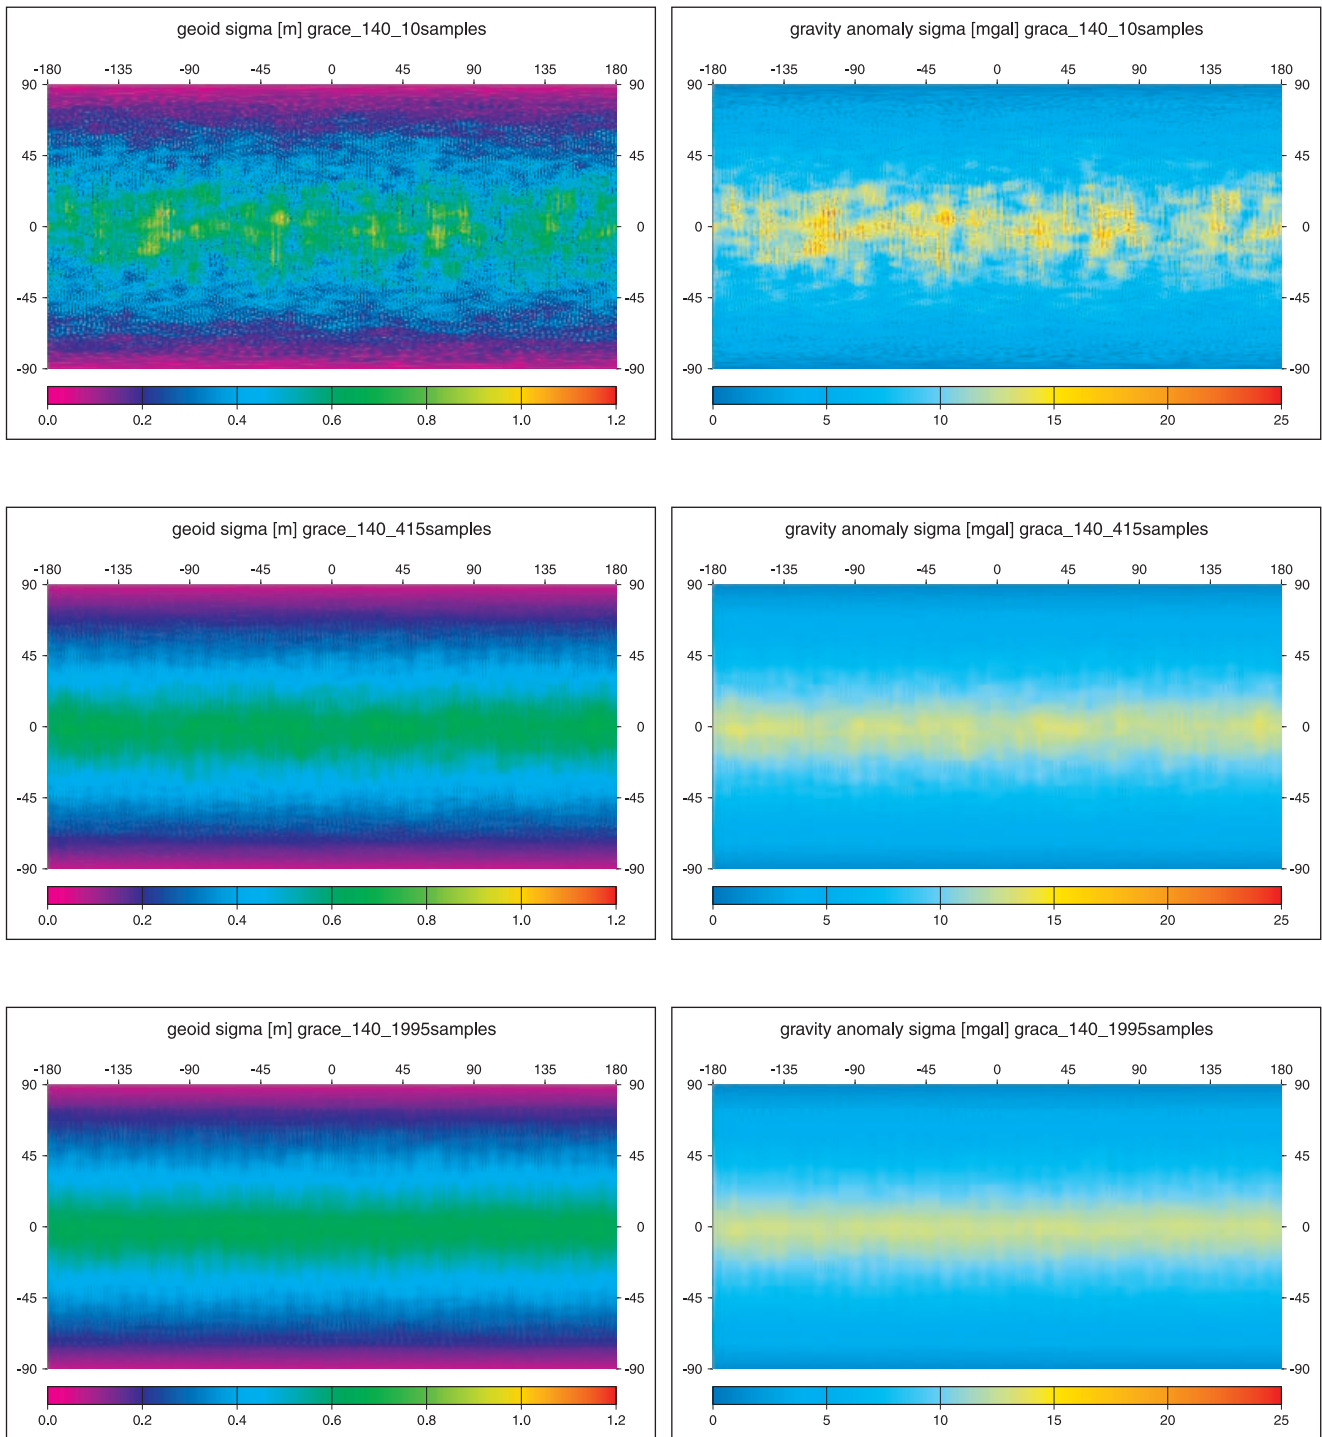 geoid sigma [m] grace_140_10samples
-180 -135 -90 -45 0 45 90 135 180
90 90
45 45
0 0
-45 -45
-90 -90
0.0 0.2 0.4 0.6 0.8 1.0 1.2
gravity anomaly sigma [mgal] graca_140_10samples
-180 -135 -90 -45 0 45 90 135 180
90 90
45 45
0 0
-45 -45
-90 -90
0 5 10 15 20 25
geoid sigma [m] grace_140_415samples
-180 -135 -90 -45 0 45 90 135 180
90 90
45 45
0 0
-45 -45
-90 -90
0.0 0.2 0.4 0.6 0.8 1.0 1.2
gravity anomaly sigma [mgal] graca_140_415samples
-180 -135 -90 -45 0 45 90 135 180
90 90
45 45
0 0
-45 -45
-90 -90
0 5 10 15 20 25
geoid sigma [m] grace_140_1995samples
-180 -135 -90 -45 0 45 90 135 180
90 90
45 45
0 0
-45 -45
-90 -90
0.0 0.2 0.4 0.6 0.8 1.0 1.2
gravity anomaly sigma [mgal] graca_140_1995samples
-180 -135 -90 -45 0 45 90 135 180
90 90
45 45
0 0
-45 -45
-90 -90
0 5 10 15 20 25